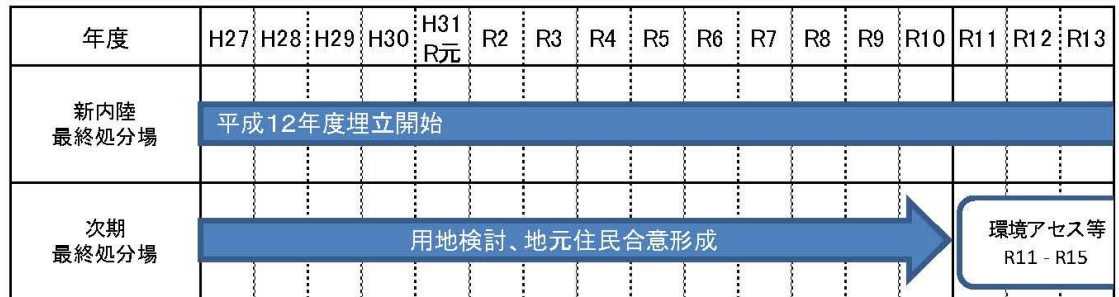 年度 H27 H28 H29 H30 H31 R元 R2 R3 R4 R5 R6 R7 R8 R9 R10 R11 R12 R13
新内陸
最終処分場
平成12年度埋立開始
次期
最終処分場
用地検討、地元住民合意形成
環境アセス等
R11 - R15